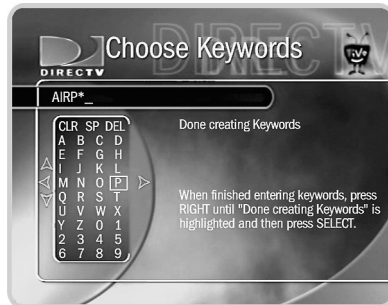 DIRECTV
Choose Keywords
TiVo
DIRECTV
AIRP*_
CLR SP DEL
A B C D
E F G H
I J K L
M N O P
Q R S T
U V W X
Y Z 0 1
2 3 4 5
6 7 8 9
Done creating Keywords
When finished entering keywords, press
RIGHT until "Done creating Keywords" is
highlighted and then press SELECT.